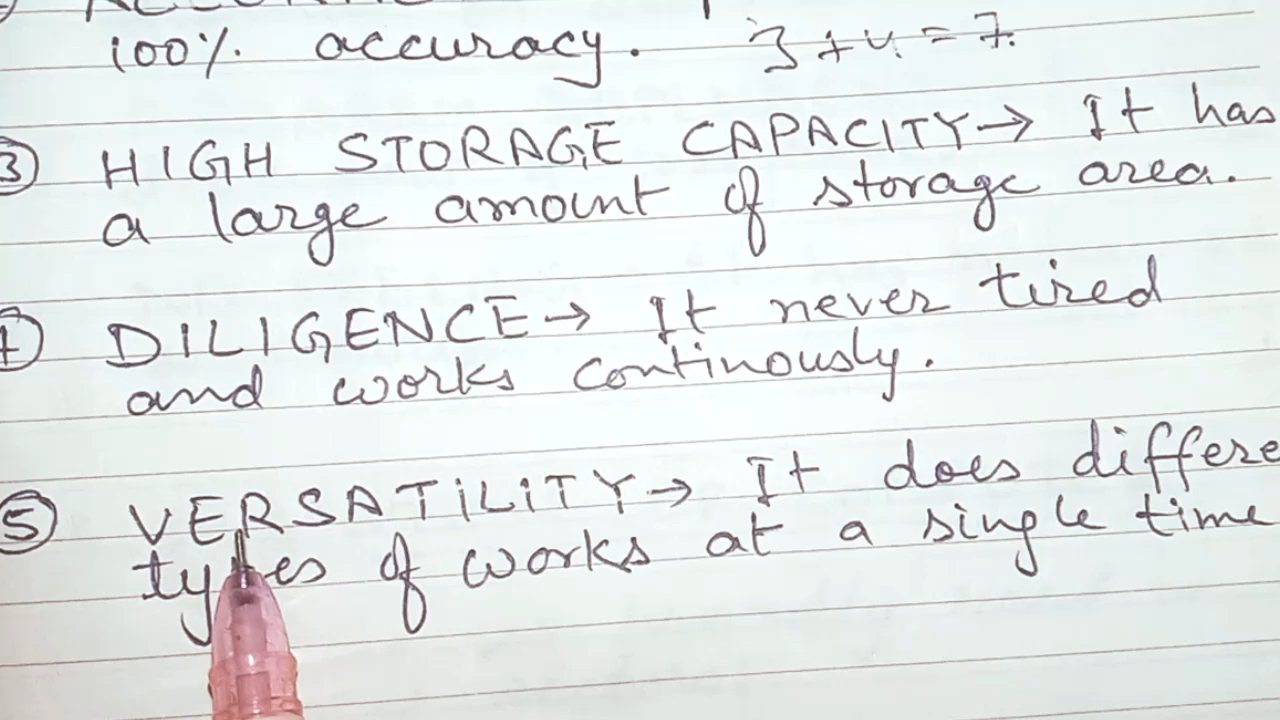 100% accuracy. 3+4=7.
③ HIGH STORAGE CAPACITY→ It has
a large amount of storage area.
④ DILIGENCE→ It never tired
and works continously.
⑤ VERSATILITY→ It does differe
types of works at a single time